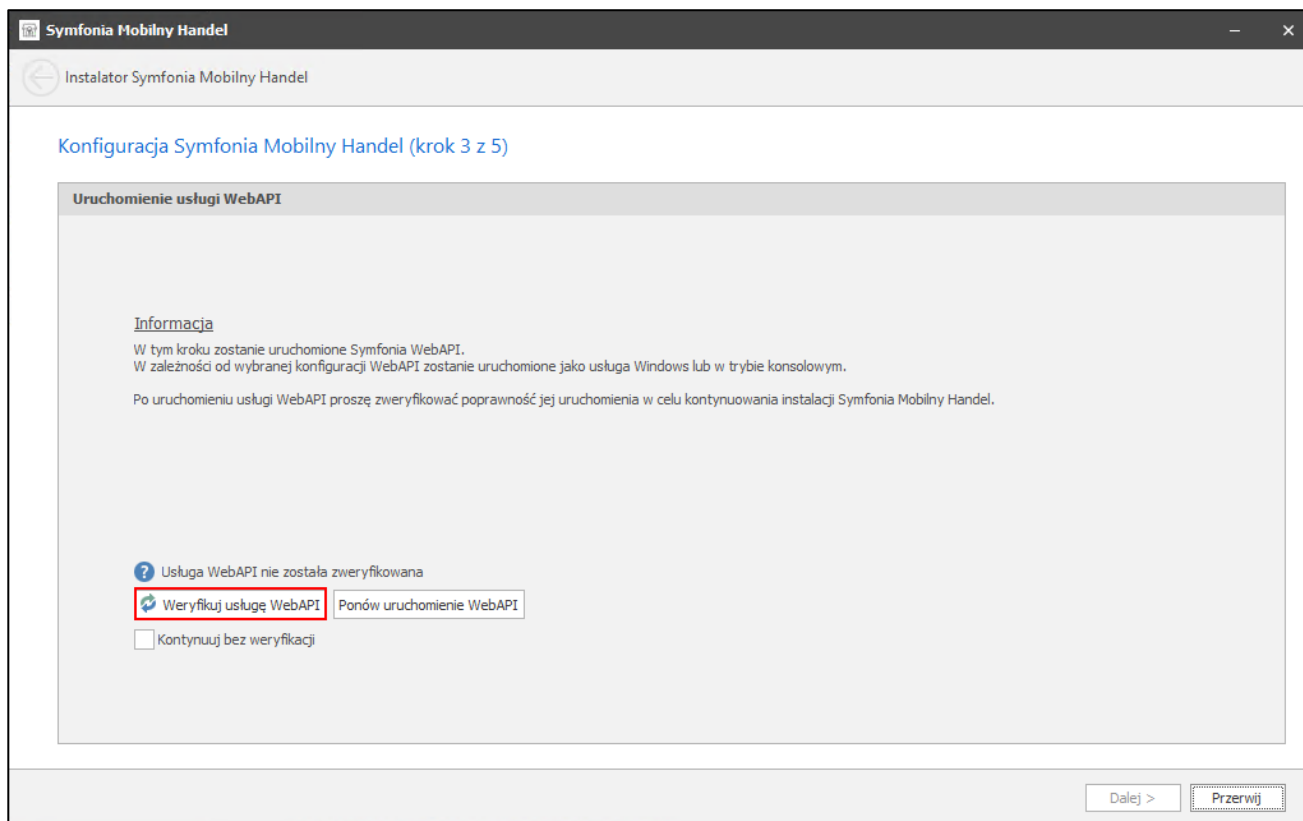 Symfonia Mobilny Handel
Instalator Symfonia Mobilny Handel
Konfiguracja Symfonia Mobilny Handel (krok 3 z 5)
Uruchomienie usługi WebAPI
Informacja
W tym kroku zostanie uruchomione Symfonia WebAPI.
W zależności od wybranej konfiguracji WebAPI zostanie uruchomione jako usługa Windows lub w trybie konsolowym.
Po uruchomieniu usługi WebAPI proszę zweryfikować poprawność jej uruchomienia w celu kontynuowania instalacji Symfonia Mobilny Handel.
Usługa WebAPI nie została zweryfikowana
Weryfikuj usługę WebAPI Ponów uruchomienie WebAPI
Kontynuuj bez weryfikacji
Dalej > Przerwij